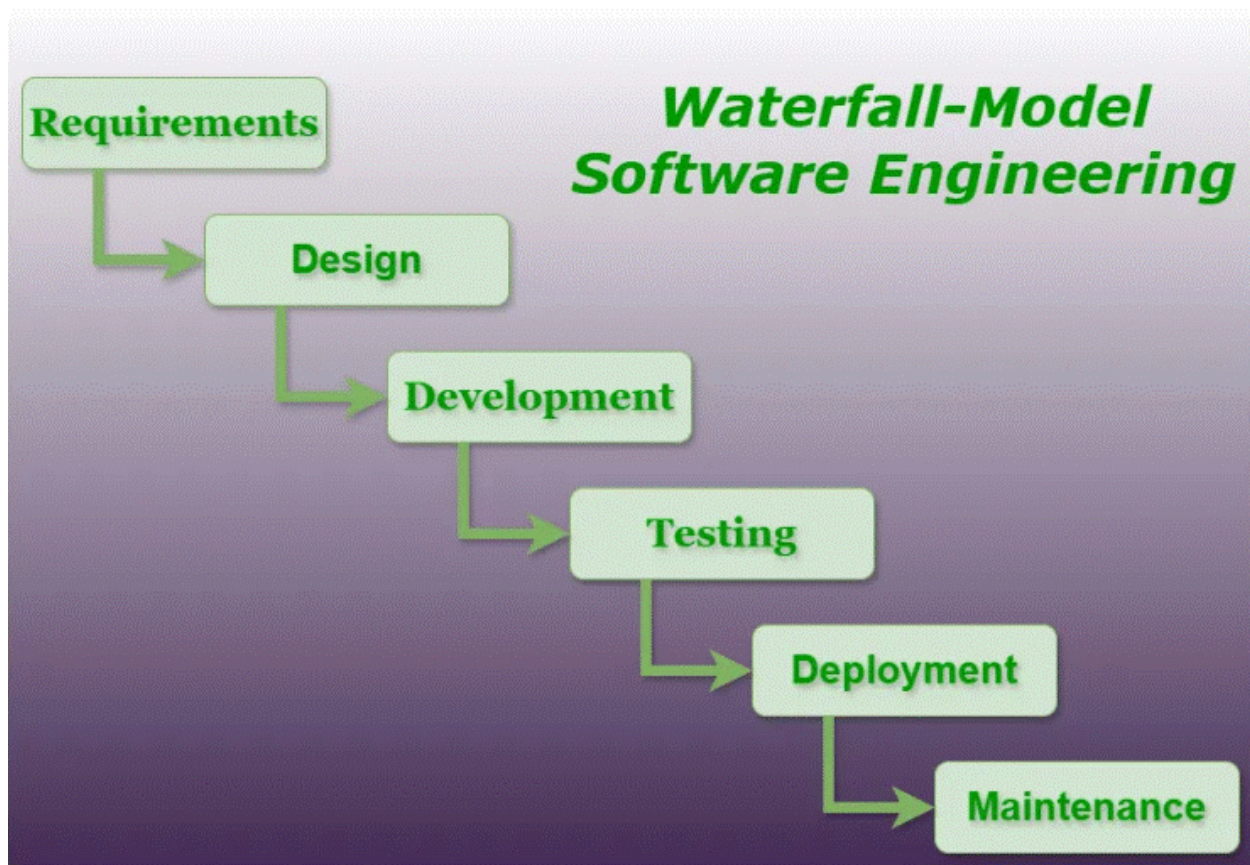 Waterfall-Model
Software Engineering
Requirements
Design
Development
Testing
Deployment
Maintenance